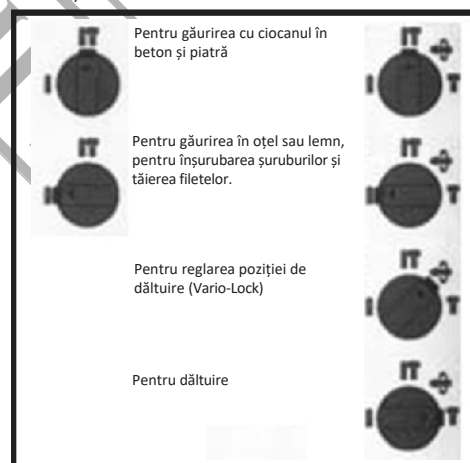 Pentru găurirea cu ciocanul în
beton și piatră
Pentru găurirea în oțel sau lemn,
pentru înșurubarea șuruburilor și
tăierea filetelor.
Pentru reglarea poziției de
dăltuire (Vario-Lock)
Pentru dăltuire